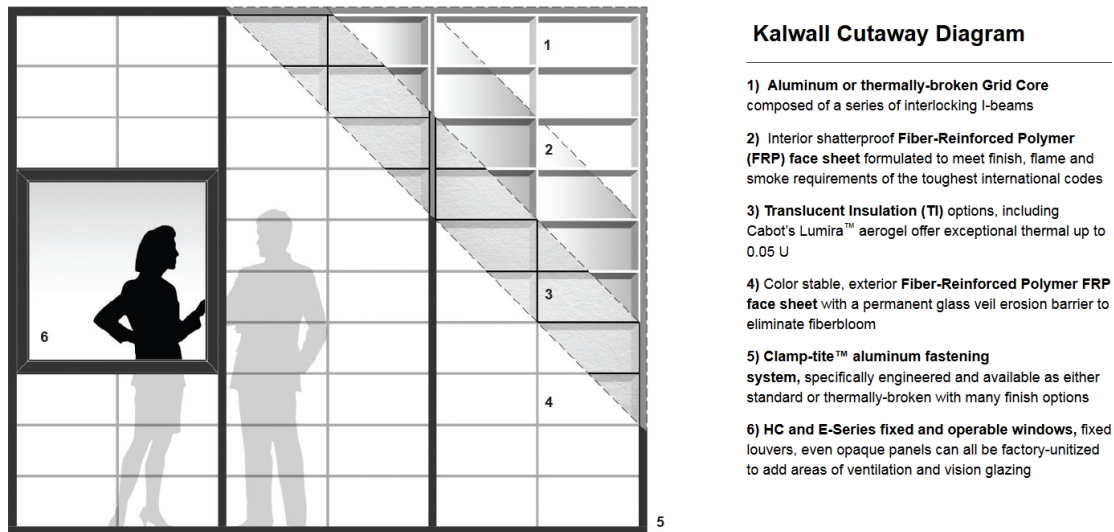 Kalwall Cutaway Diagram
1) Aluminum or thermally-broken Grid Core
composed of a series of interlocking I-beams
2) Interior shatterproof Fiber-Reinforced Polymer
(FRP) face sheet formulated to meet finish, flame and
smoke requirements of the toughest international codes
3) Translucent Insulation (TI) options, including
Cabot's Lumira™ aerogel offer exceptional thermal up to
0.05 U
4) Color stable, exterior Fiber-Reinforced Polymer FRP
face sheet with a permanent glass veil erosion barrier to
eliminate fiberbloom
5) Clamp-tite™ aluminum fastening
system, specifically engineered and available as either
standard or thermally-broken with many finish options
6) HC and E-Series fixed and operable windows, fixed
louvers, even opaque panels can all be factory-unitized
to add areas of ventilation and vision glazing
1
2
3
6
4
5